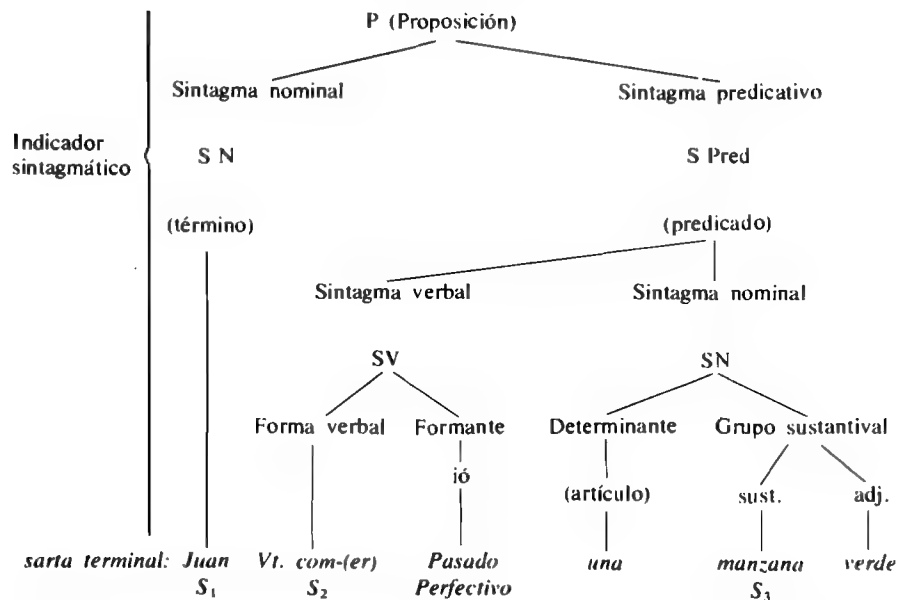 P (Proposición)
Sintagma nominal Sintagma predicativo
Indicador
sintagmático
S N S Pred
(término) (predicado)
Sintagma verbal Sintagma nominal
SV SN
Forma verbal Formante Determinante Grupo sustantival
ió
(artículo) sust. adj.
sarta terminal: Juan Vt. com-(er) Pasado una manzana verde
S₁ S₂ Perfectivo S₃